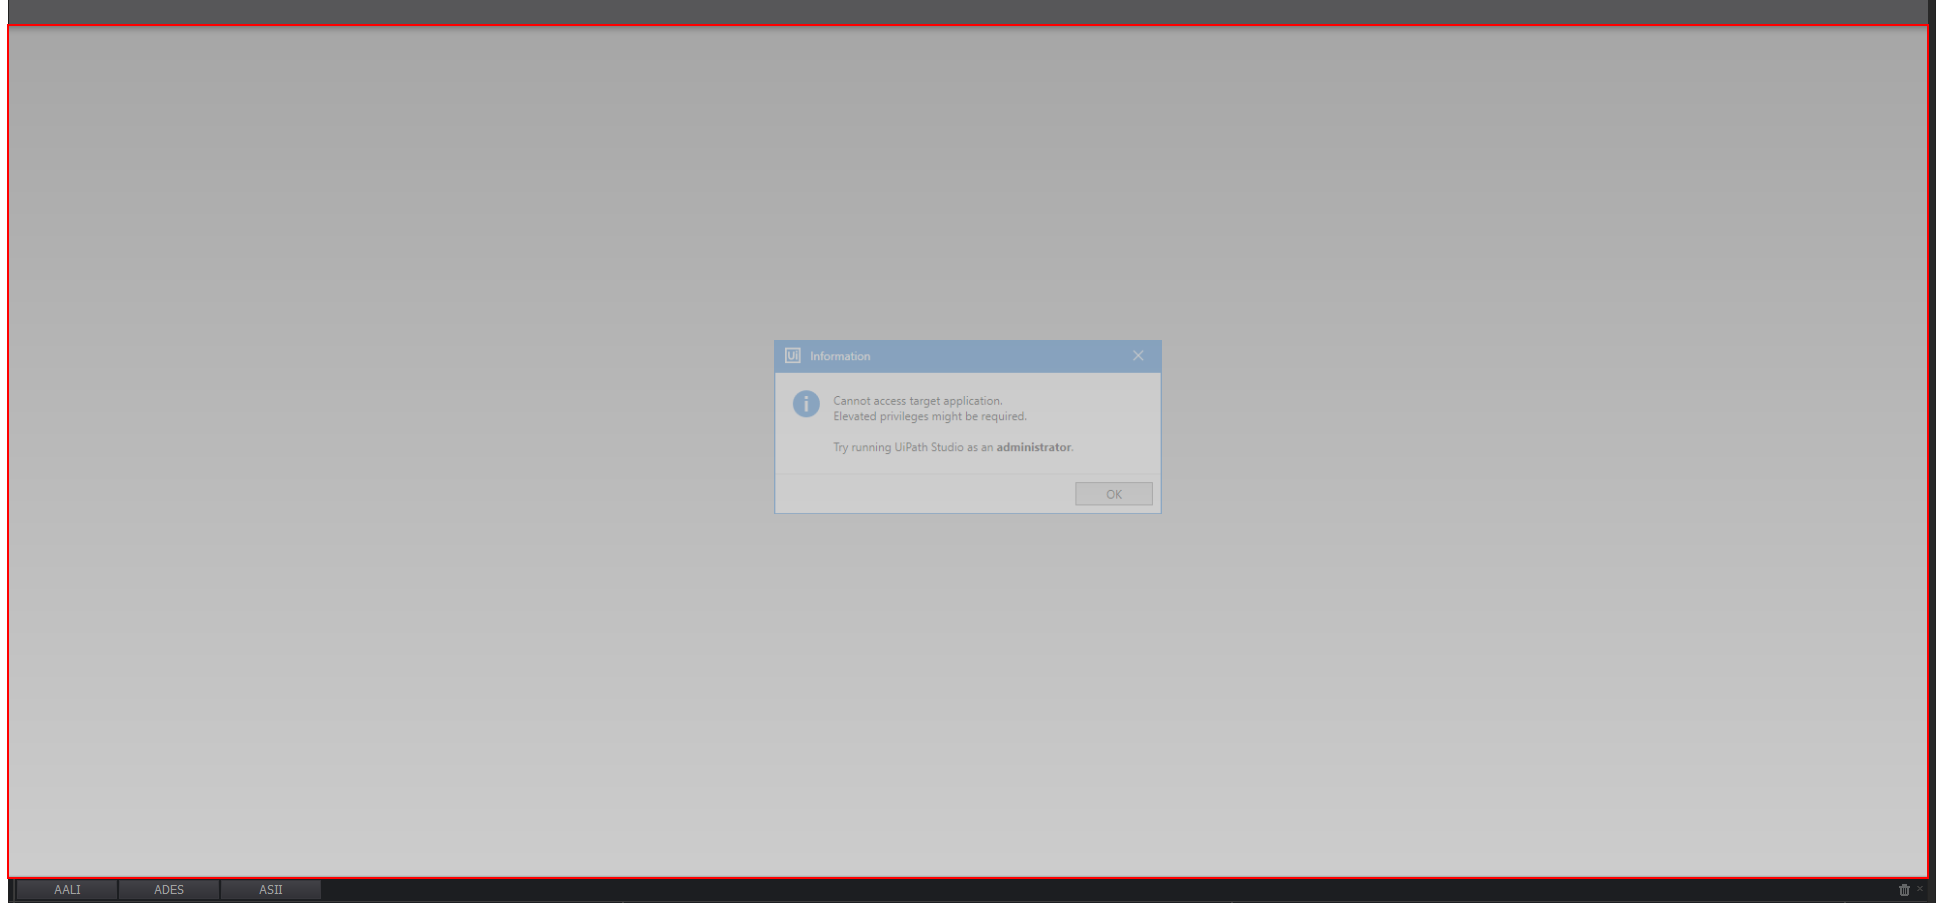 Ui Information
Cannot access target application.
Elevated privileges might be required.
Try running UiPath Studio as an administrator.
OK
AALI ADES ASII